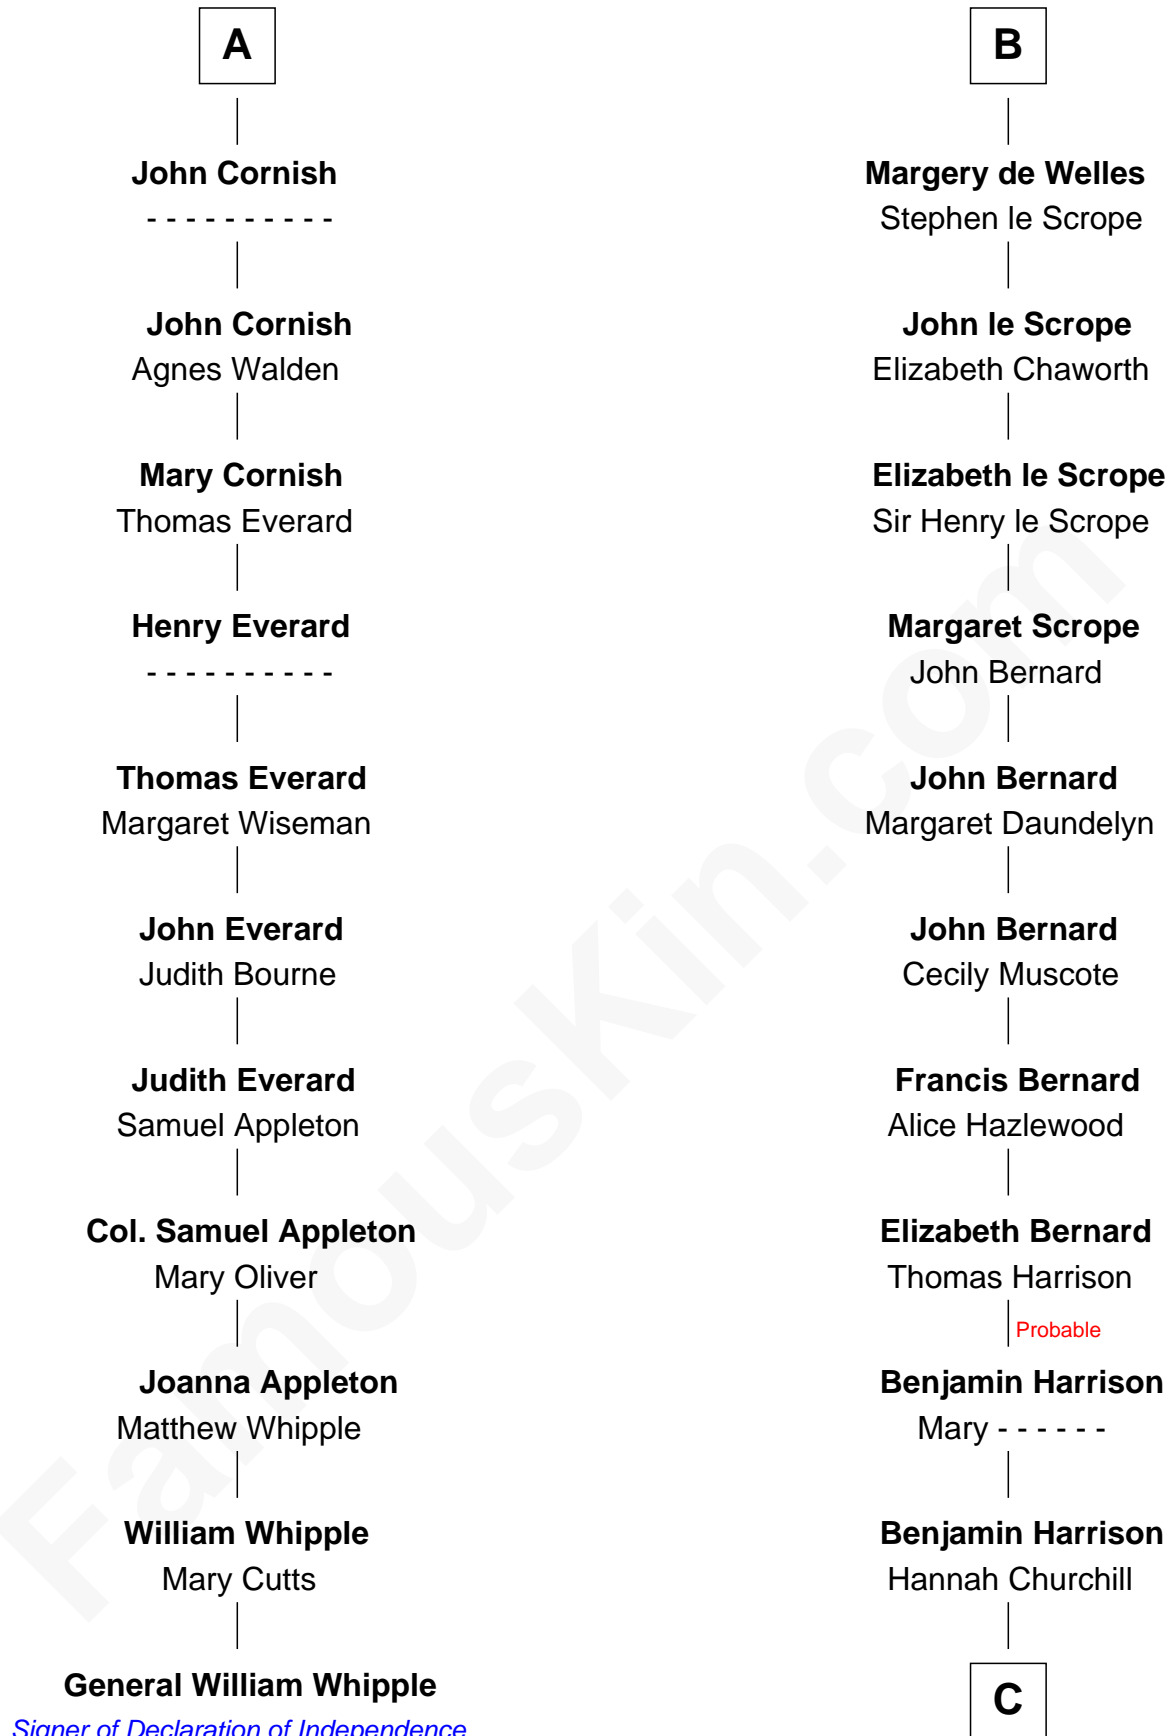 A
John Cornish
- - - - - - - - - -
John Cornish
Agnes Walden
Mary Cornish
Thomas Everard
Henry Everard
- - - - - - - - - -
Thomas Everard
Margaret Wiseman
John Everard
Judith Bourne
Judith Everard
Samuel Appleton
Col. Samuel Appleton
Mary Oliver
Joanna Appleton
Matthew Whipple
William Whipple
Mary Cutts
General William Whipple
Signer of Declaration of Independence
B
Margery de Welles
Stephen le Scrope
John le Scrope
Elizabeth Chaworth
Elizabeth le Scrope
Sir Henry le Scrope
Margaret Scrope
John Bernard
John Bernard
Margaret Daundelyn
John Bernard
Cecily Muscote
Francis Bernard
Alice Hazlewood
Elizabeth Bernard
Thomas Harrison
Probable
Benjamin Harrison
Mary - - - - - -
Benjamin Harrison
Hannah Churchill
C
FamousKin.com